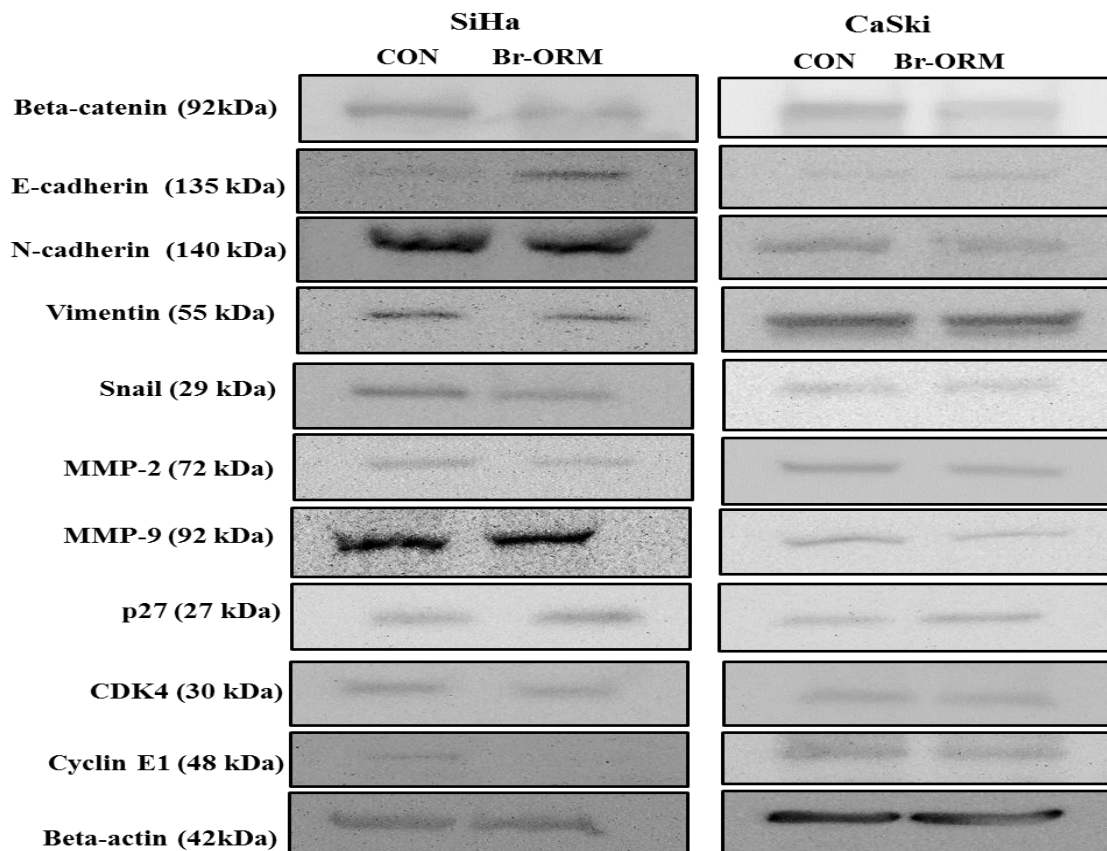 SiHa CaSki
CON Br-ORM CON Br-ORM
Beta-catenin (92kDa)
E-cadherin (135 kDa)
N-cadherin (140 kDa)
Vimentin (55 kDa)
Snail (29 kDa)
MMP-2 (72 kDa)
MMP-9 (92 kDa)
p27 (27 kDa)
CDK4 (30 kDa)
Cyclin E1 (48 kDa)
Beta-actin (42kDa)